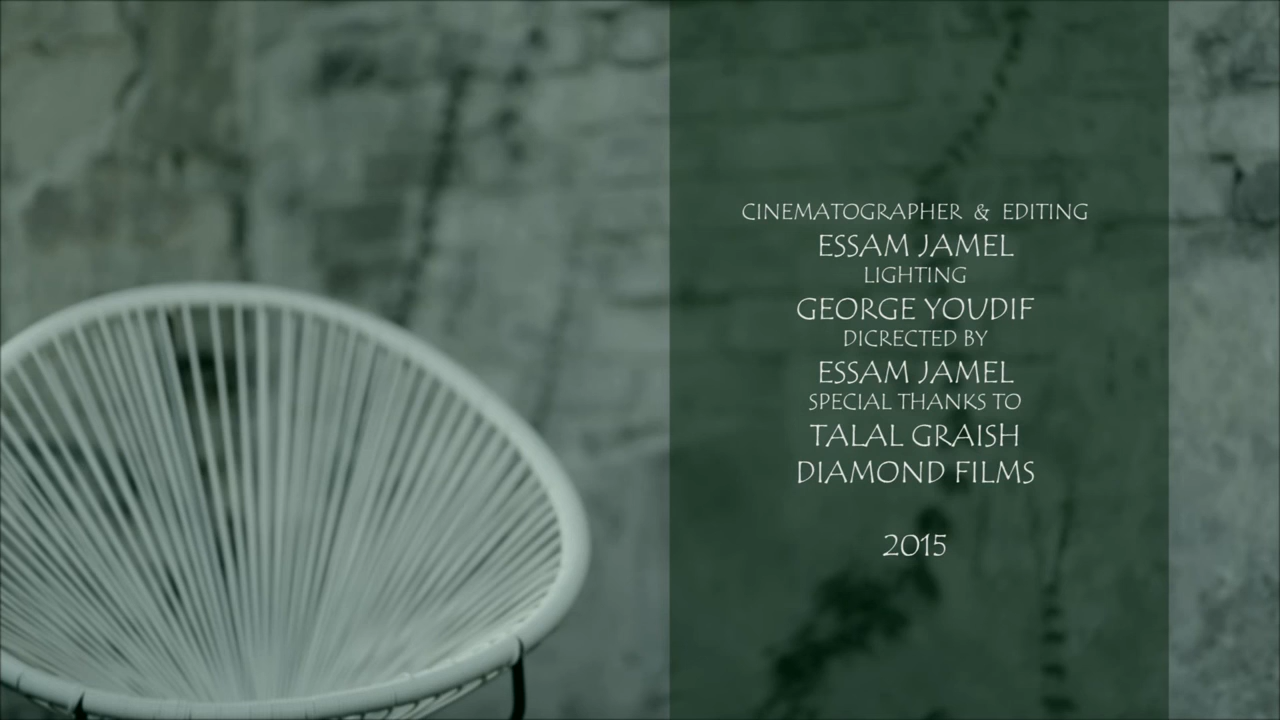 CINEMATOGRAPHER & EDITING
ESSAM JAMEL
LIGHTING
GEORGE YOUDIF
DICRECTED BY
ESSAM JAMEL
SPECIAL THANKS TO
TALAL GRAISH
DIAMOND FILMS
2015